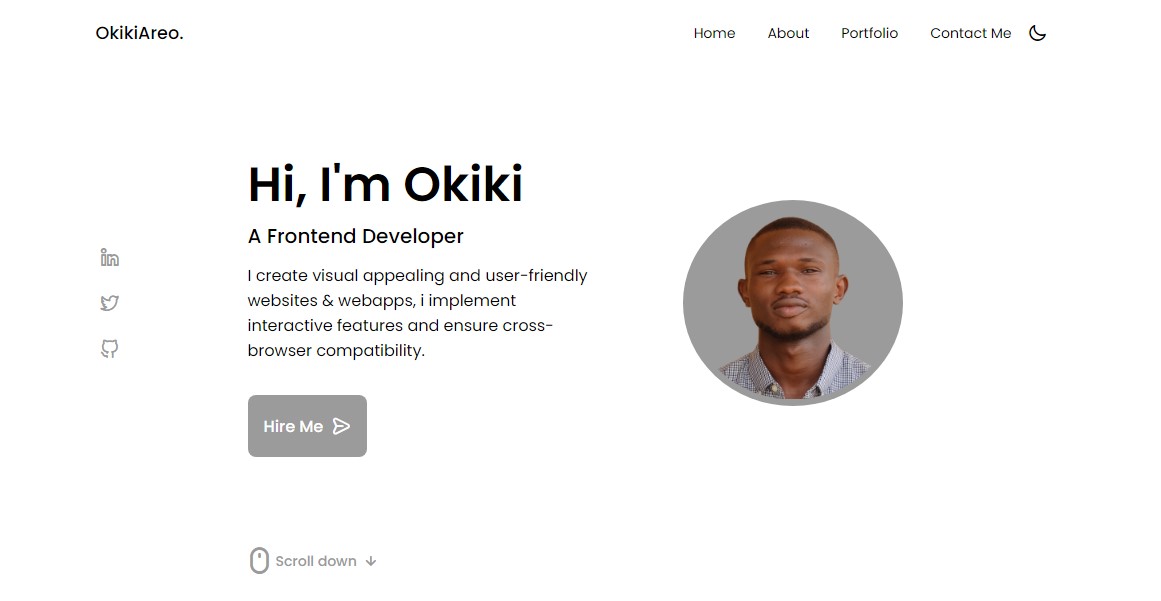 OkikiAreo.
Home
About
Portfolio
Contact Me
Hi, I'm Okiki
A Frontend Developer
I create visual appealing and user-friendly
websites & webapps, i implement
interactive features and ensure cross-
browser compatibility.
Hire Me
Scroll down